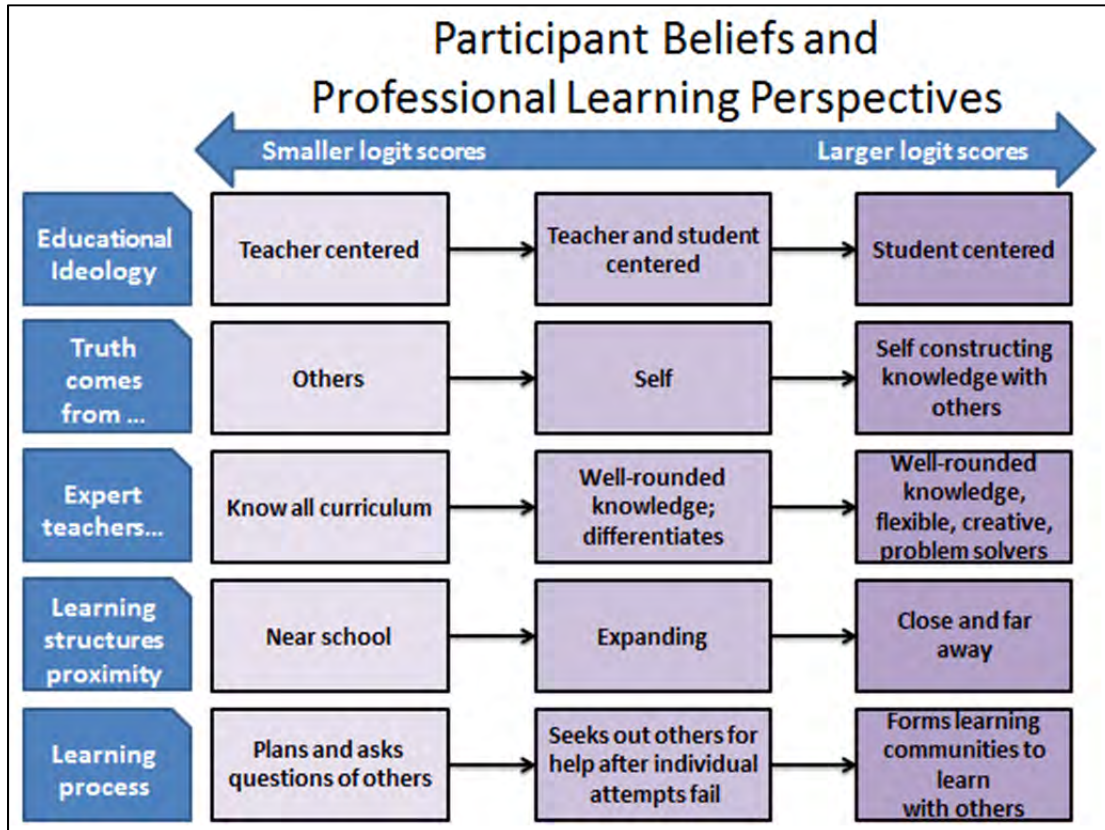 Participant Beliefs and
Professional Learning Perspectives
Smaller logit scores
Larger logit scores
Educational
Ideology
Teacher centered
Teacher and student
centered
Student centered
Truth
comes
from ...
Others
Self
Self constructing
knowledge with
others
Expert
teachers...
Know all curriculum
Well-rounded
knowledge;
differentiates
Well-rounded
knowledge,
flexible, creative,
problem solvers
Learning
structures
proximity
Near school
Expanding
Close and far
away
Learning
process
Plans and asks
questions of others
Seeks out others for
help after individual
attempts fail
Forms learning
communities to
learn
with others